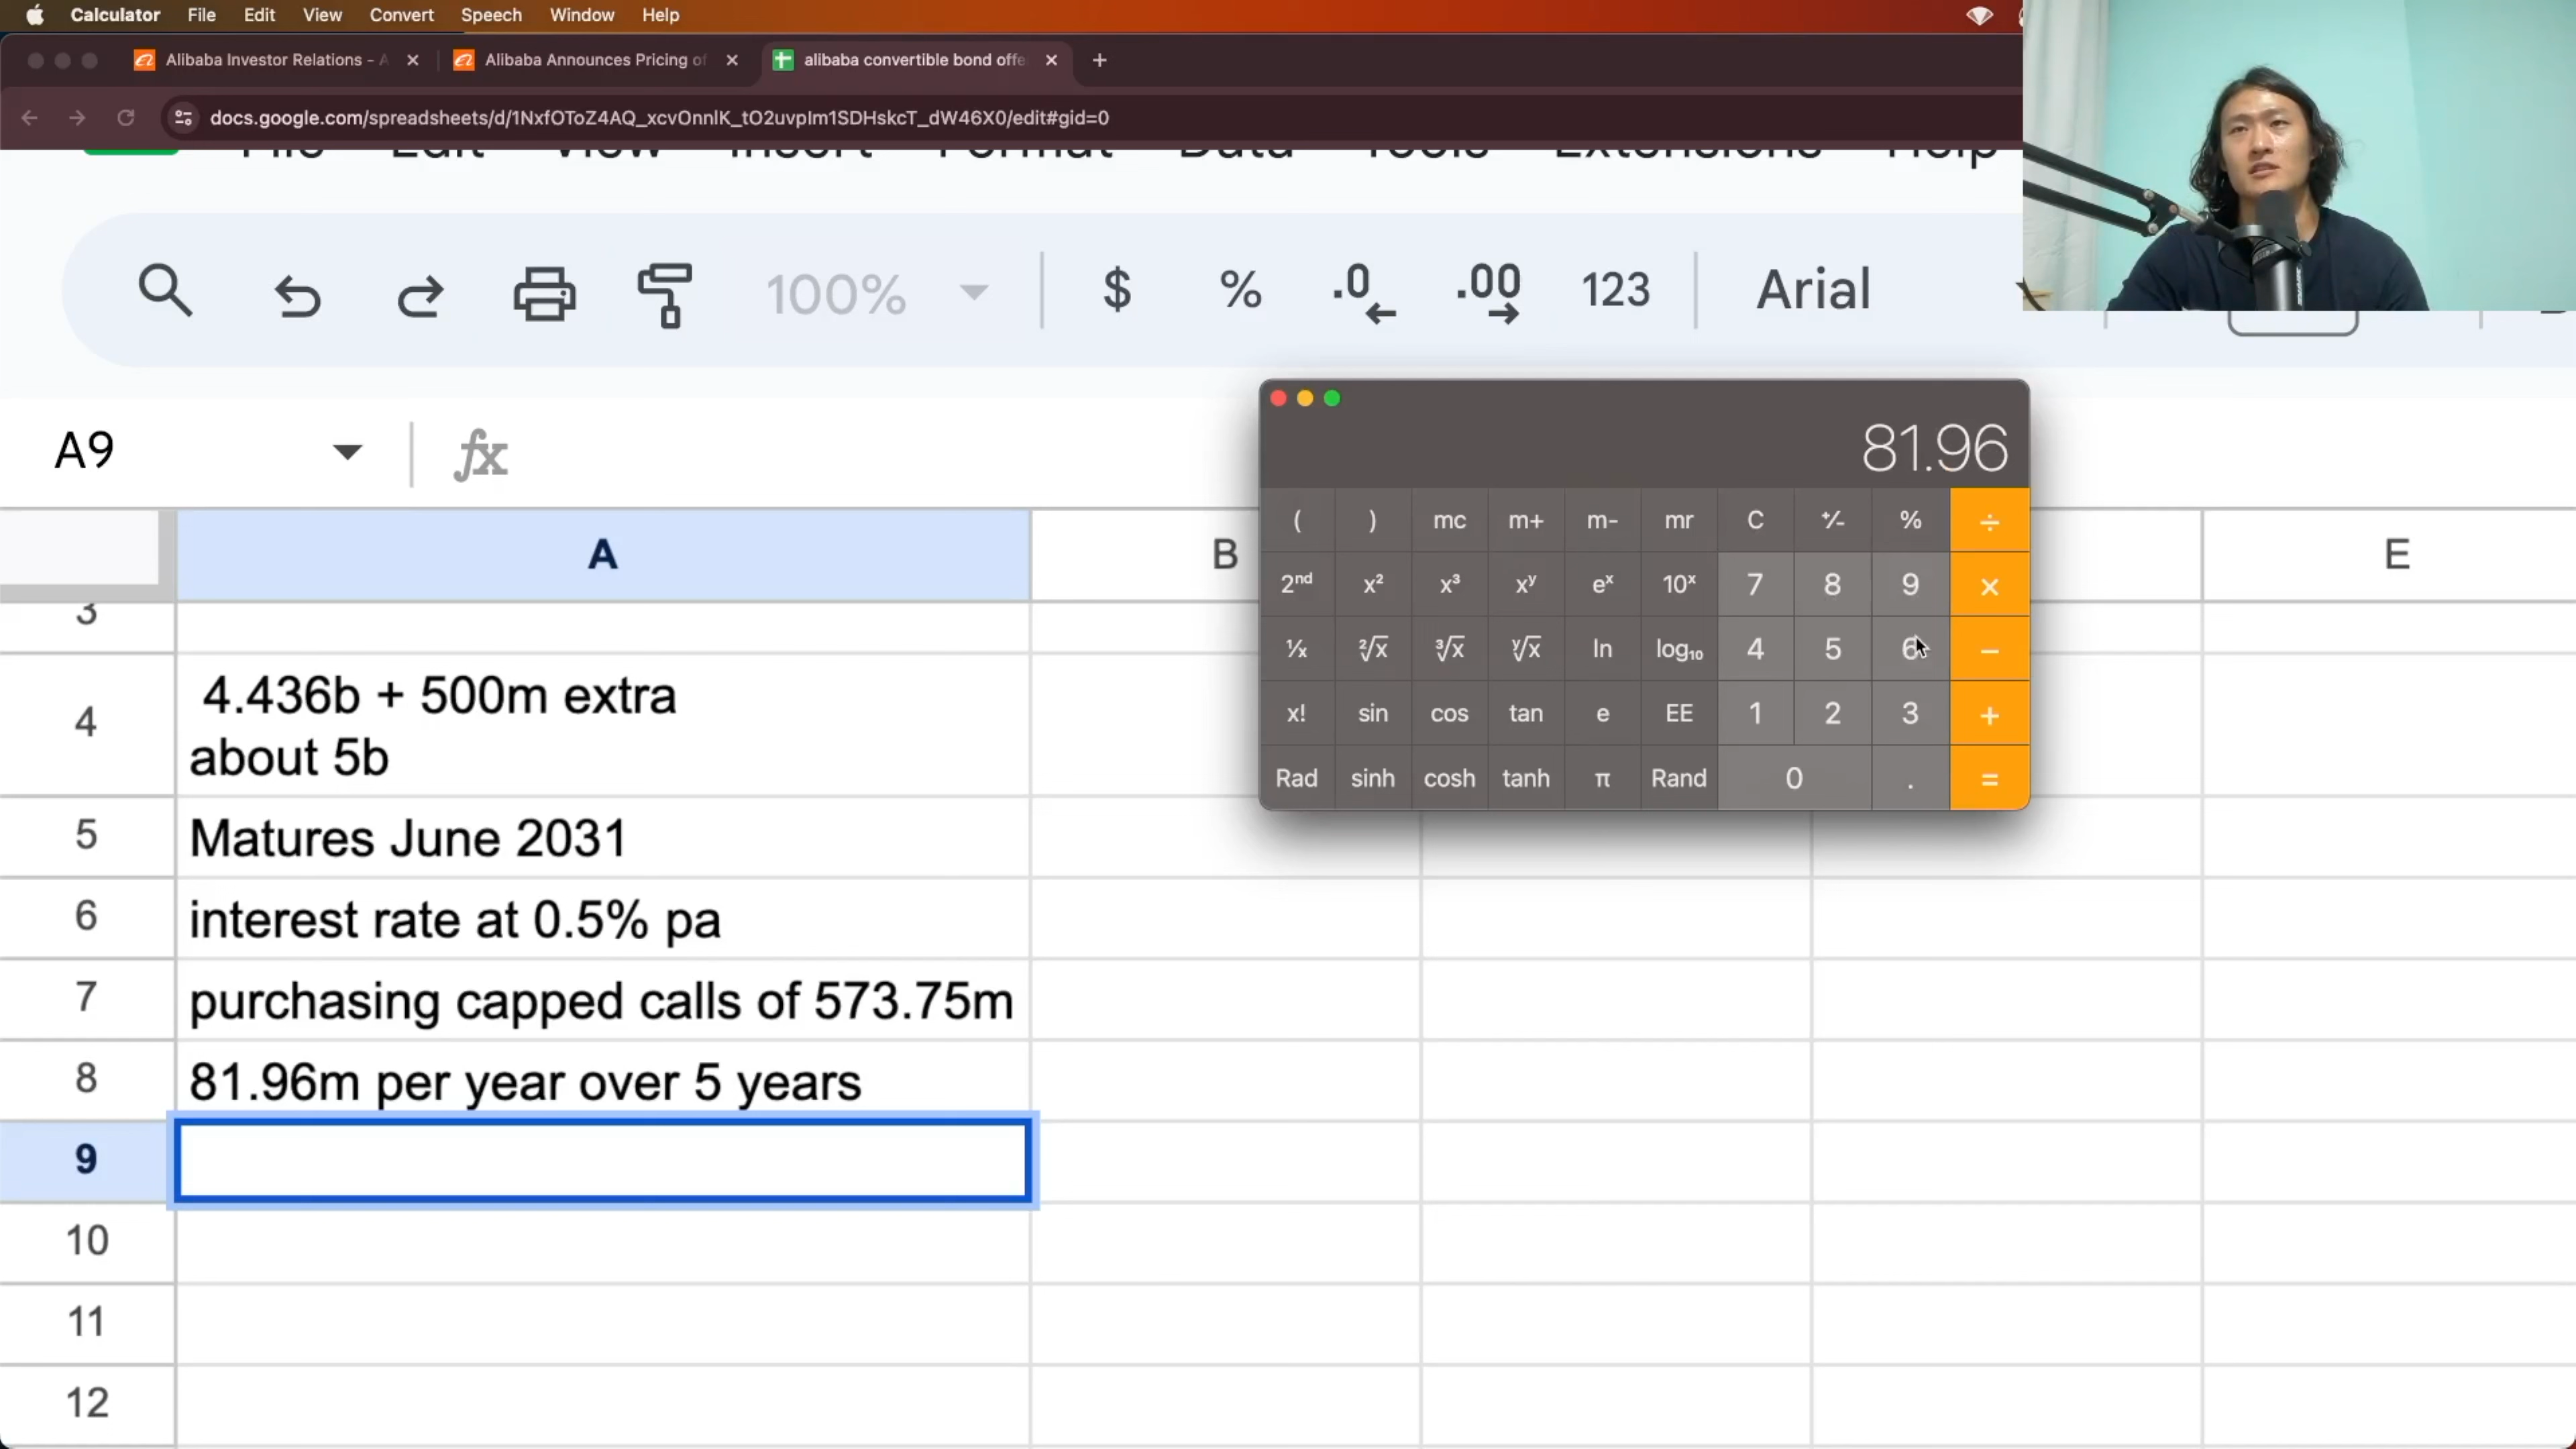 Calculator File Edit View Convert Speech Window Help
Alibaba Investor Relations - A
Alibaba Announces Pricing of
alibaba convertible bond offe
docs.google.com/spreadsheets/d/1NxfOToZ4AQ_xcvOnnlK_tO2uvpIm1SDHskcT_dW46X0/edit#gid=0
File Edit View Insert Format Data Tools Extensions Help
100% $ % .0 .00 123 Arial
A9 fx
81.96
( ) mc m+ m- mr C +/- % ÷
2nd x² x³ xʸ eˣ 10ˣ 7 8 9 ×
1/x ²√x ³√x ʸ√x ln log₁₀ 4 5 6 −
x! sin cos tan e EE 1 2 3 +
Rad sinh cosh tanh π Rand 0 . =
A B E
3
4 4.436b + 500m extra
about 5b
5 Matures June 2031
6 interest rate at 0.5% pa
7 purchasing capped calls of 573.75m
8 81.96m per year over 5 years
9
10
11
12